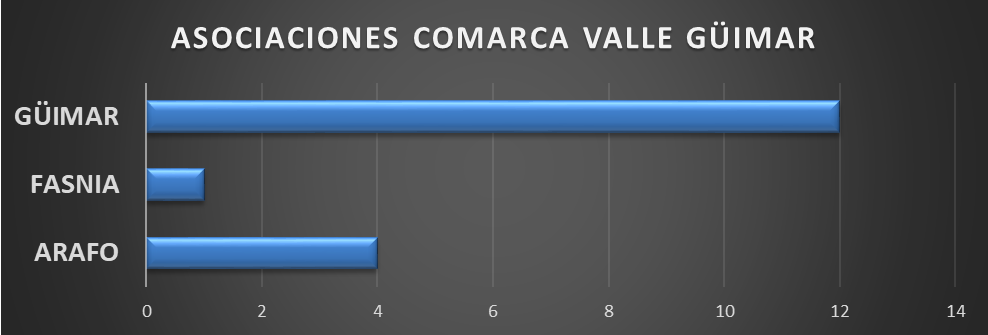 ASOCIACIONES COMARCA VALLE GÜIMAR
GÜIMAR
FASNIA
ARAFO
0 2 4 6 8 10 12 14